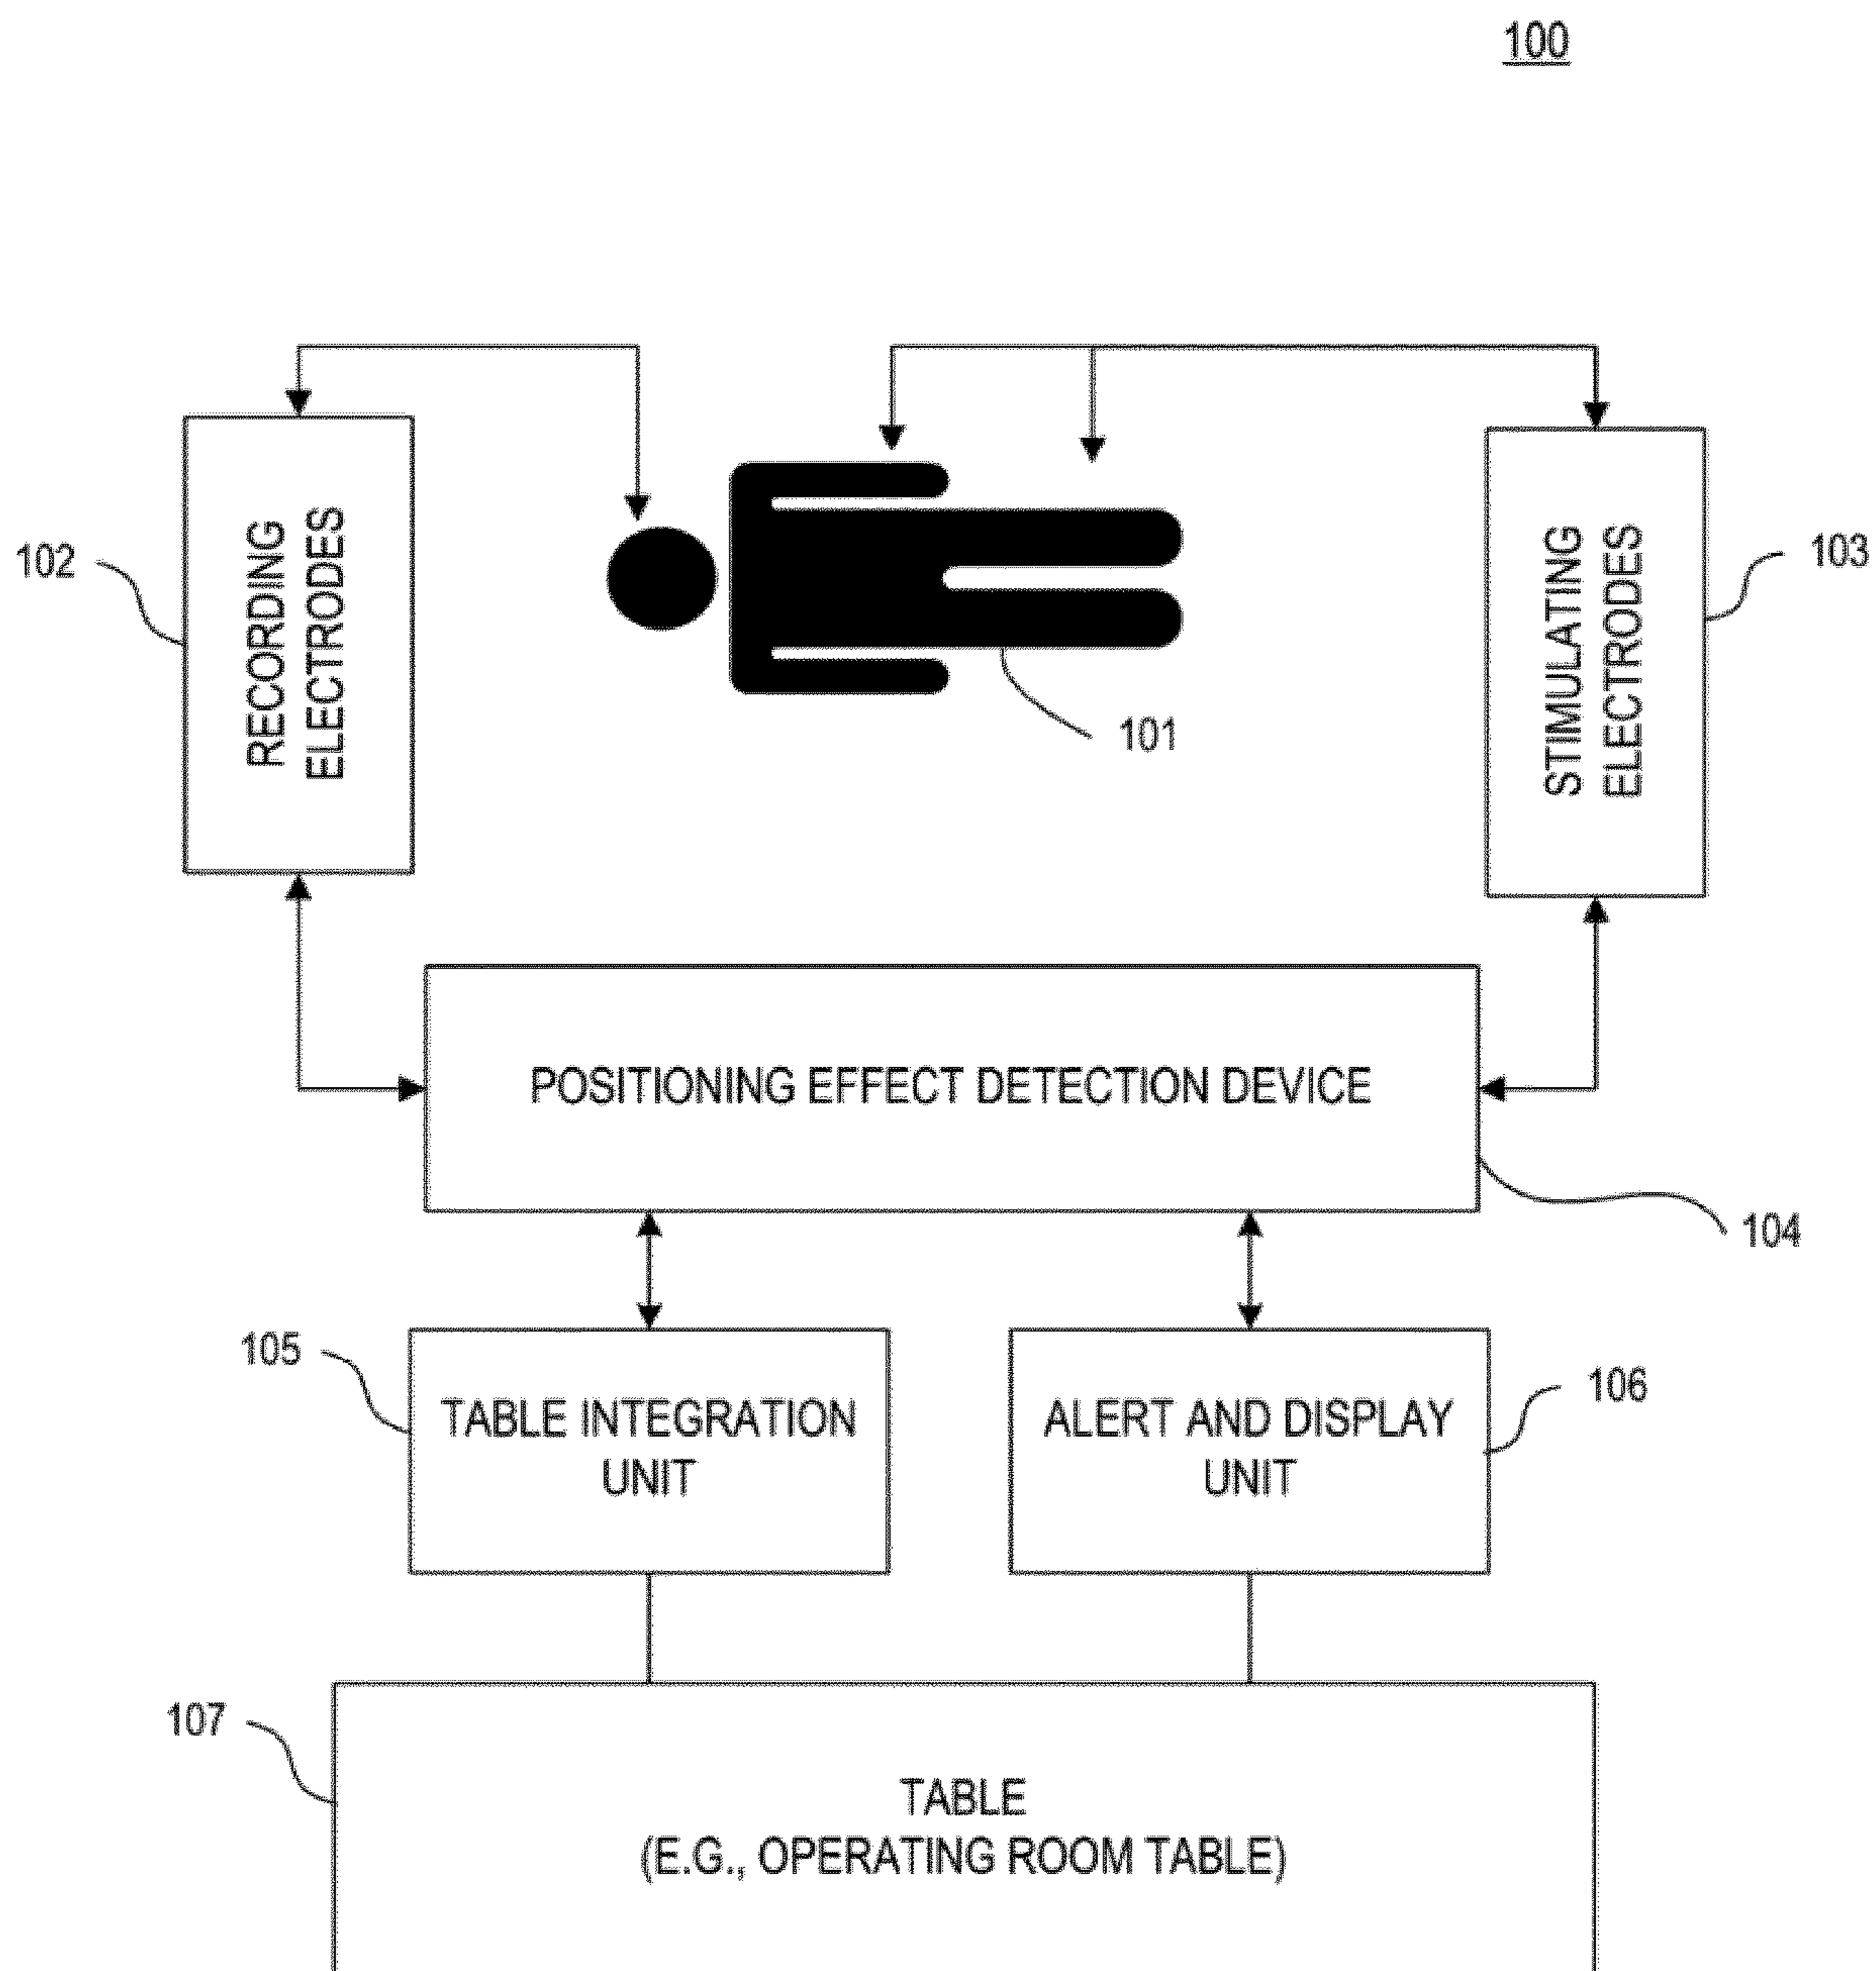 100
102
RECORDING
ELECTRODES
STIMULATING
ELECTRODES
103
101
POSITIONING EFFECT DETECTION DEVICE
104
105
TABLE INTEGRATION
UNIT
ALERT AND DISPLAY
UNIT
106
107
TABLE
(E.G., OPERATING ROOM TABLE)